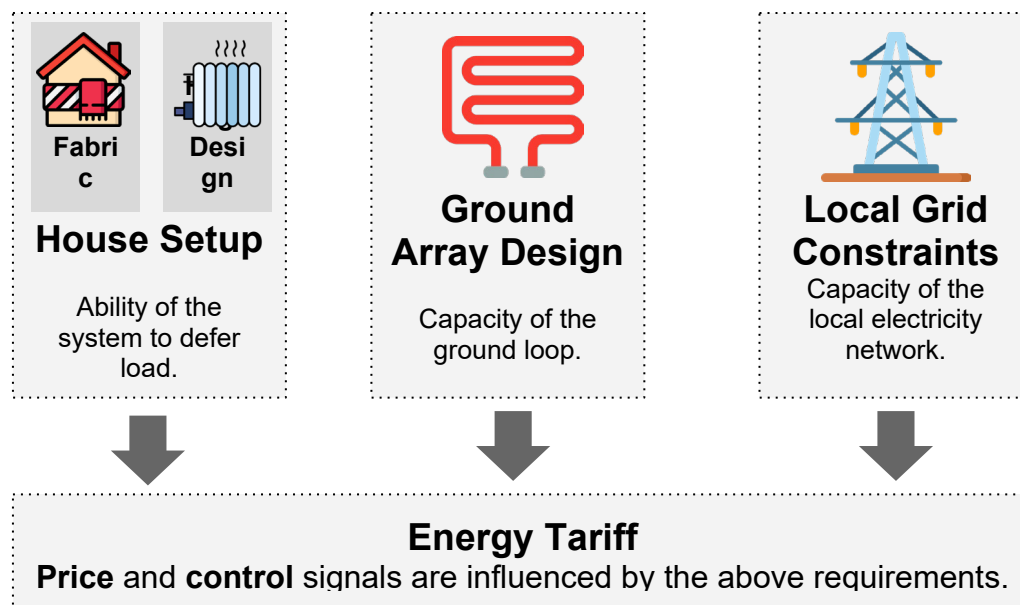 Fabri
c
Desi
gn
House Setup
Ability of the
system to defer
load.
Ground
Array Design
Capacity of the
ground loop.
Local Grid
Constraints
Capacity of the
local electricity
network.
Energy Tariff
Price and control signals are influenced by the above requirements.